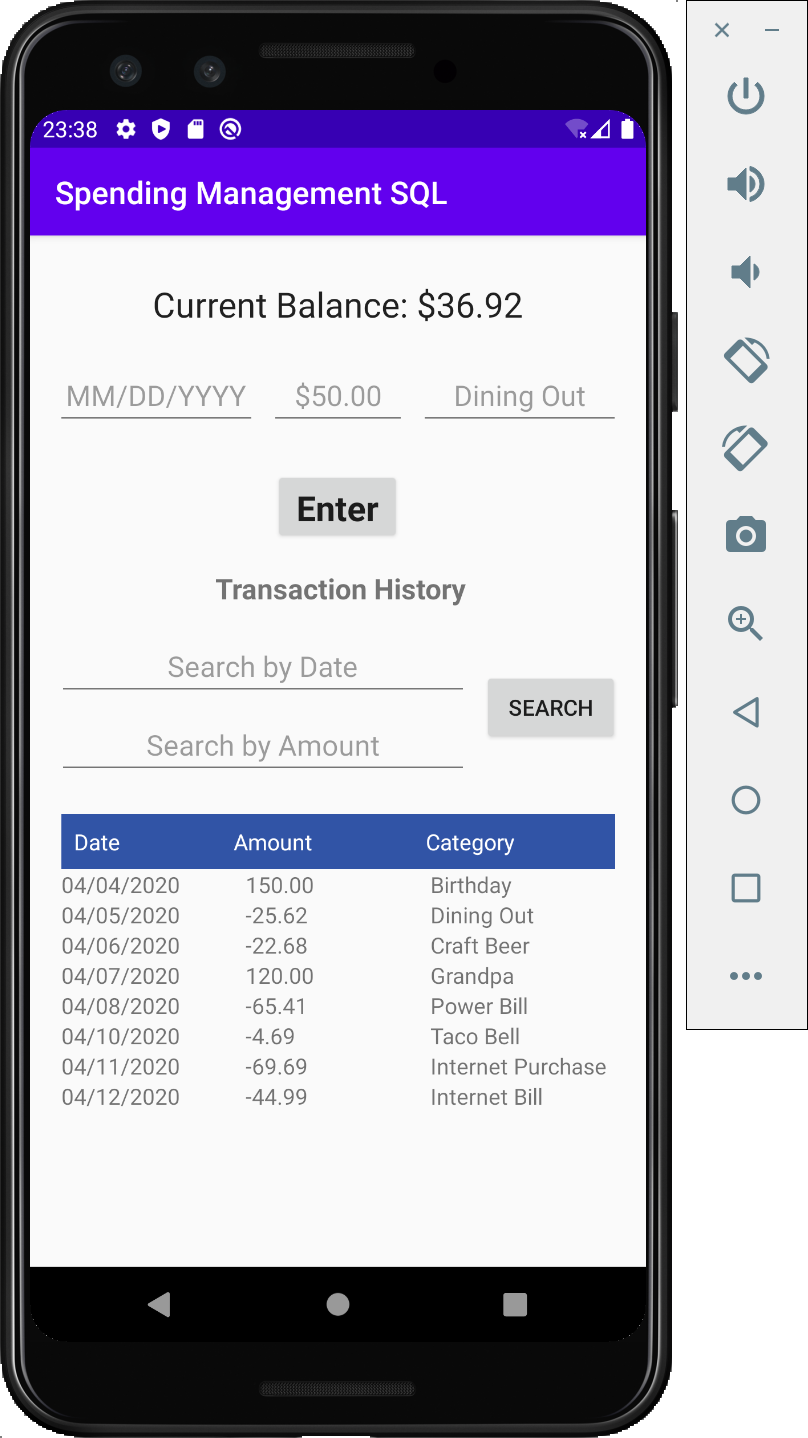 23:38
Spending Management SQL
Current Balance: $36.92
MM/DD/YYYY $50.00 Dining Out
Enter
Transaction History
Search by Date
SEARCH
Search by Amount
Date Amount Category
04/04/2020 150.00 Birthday
04/05/2020 -25.62 Dining Out
04/06/2020 -22.68 Craft Beer
04/07/2020 120.00 Grandpa
04/08/2020 -65.41 Power Bill
04/10/2020 -4.69 Taco Bell
04/11/2020 -69.69 Internet Purchase
04/12/2020 -44.99 Internet Bill